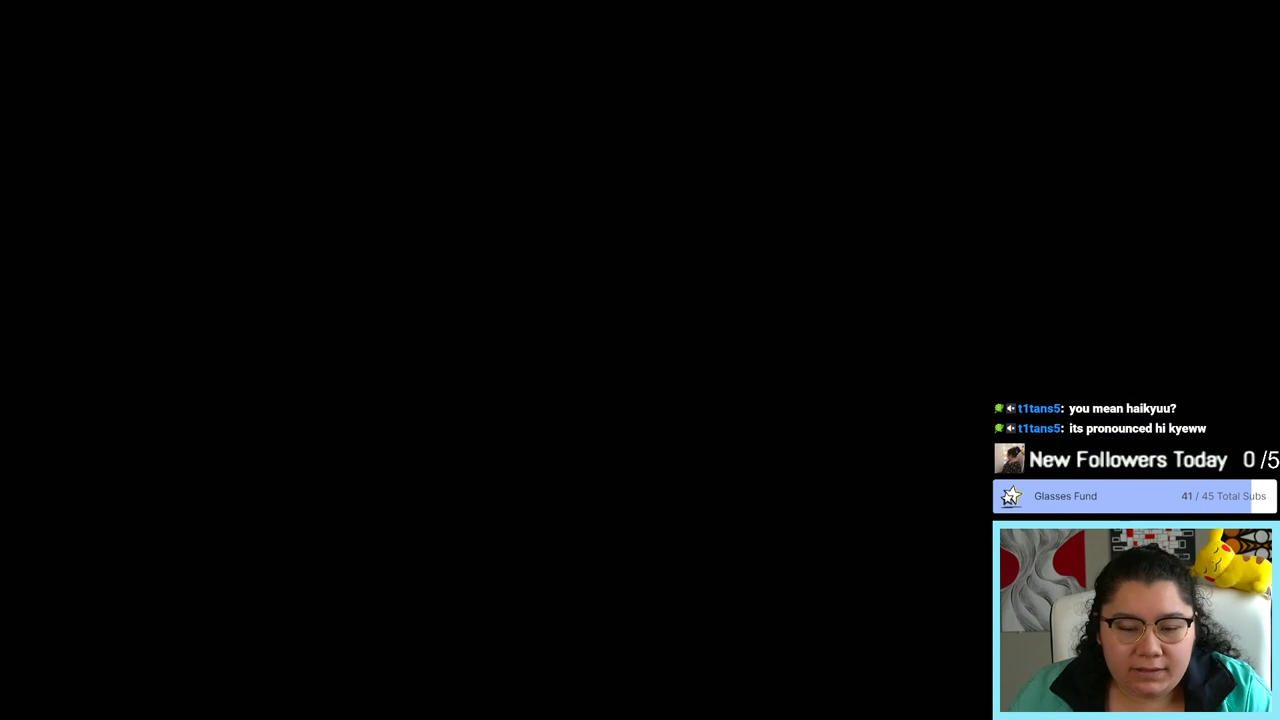 t1tans5: you mean haikyuu?
t1tans5: its pronounced hi kyeww
New Followers Today 0 /5
Glasses Fund 41 / 45 Total Subs